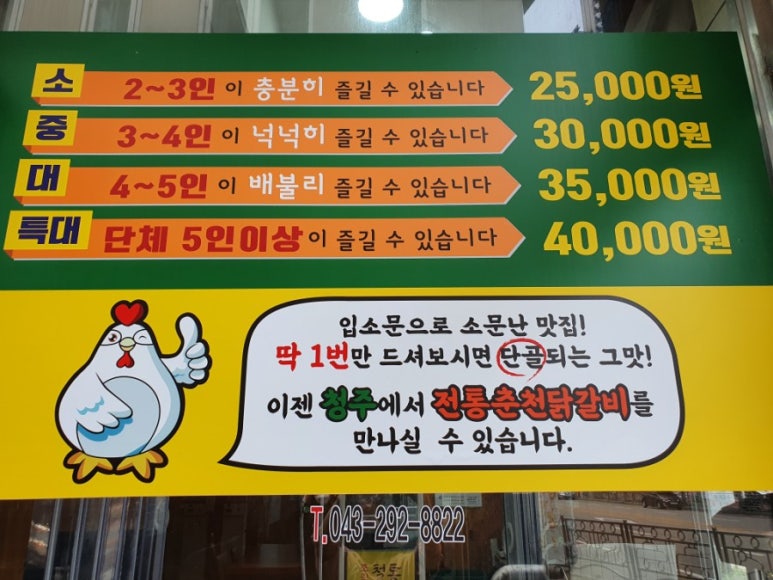 소 2~3인 이 충분히 즐길 수 있습니다 25,000원
중 3~4인 이 넉넉히 즐길 수 있습니다 30,000원
대 4~5인 이 배불리 즐길 수 있습니다 35,000원
특대 단체 5인이상이 즐길 수 있습니다 40,000원
입소문으로 소문난 맛집!
딱 1번만 드셔보시면 단골되는 그맛!
이젠 청주에서 전통춘천닭갈비를
만나실 수 있습니다.
T.043-292-8822